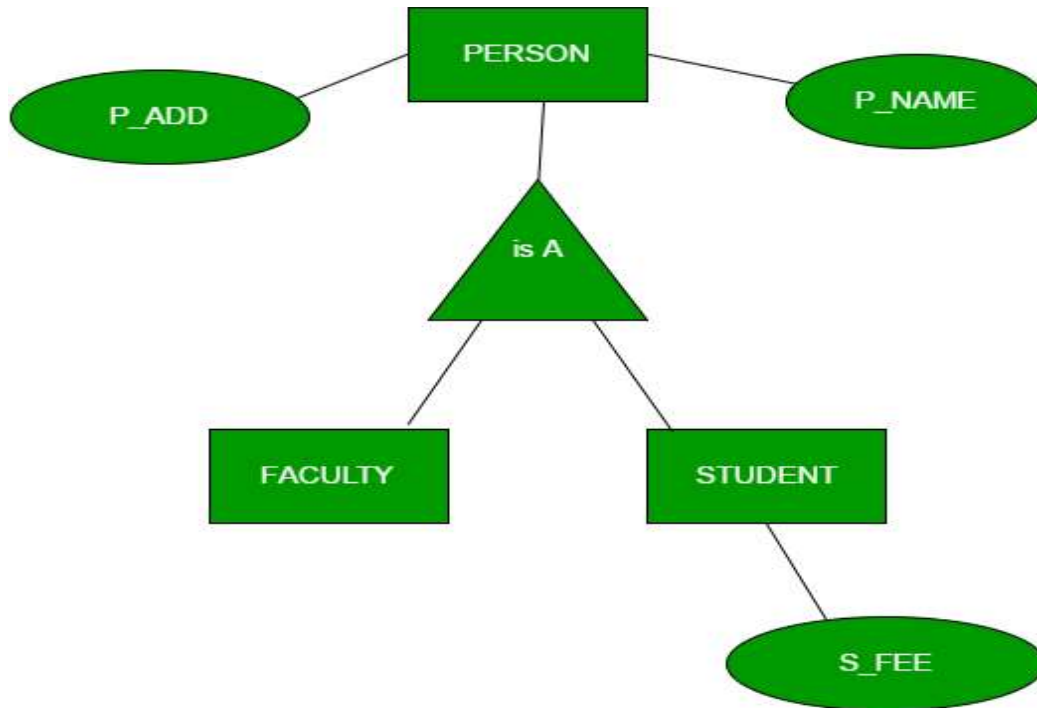 PERSON
P_ADD
P_NAME
is A
FACULTY
STUDENT
S_FEE